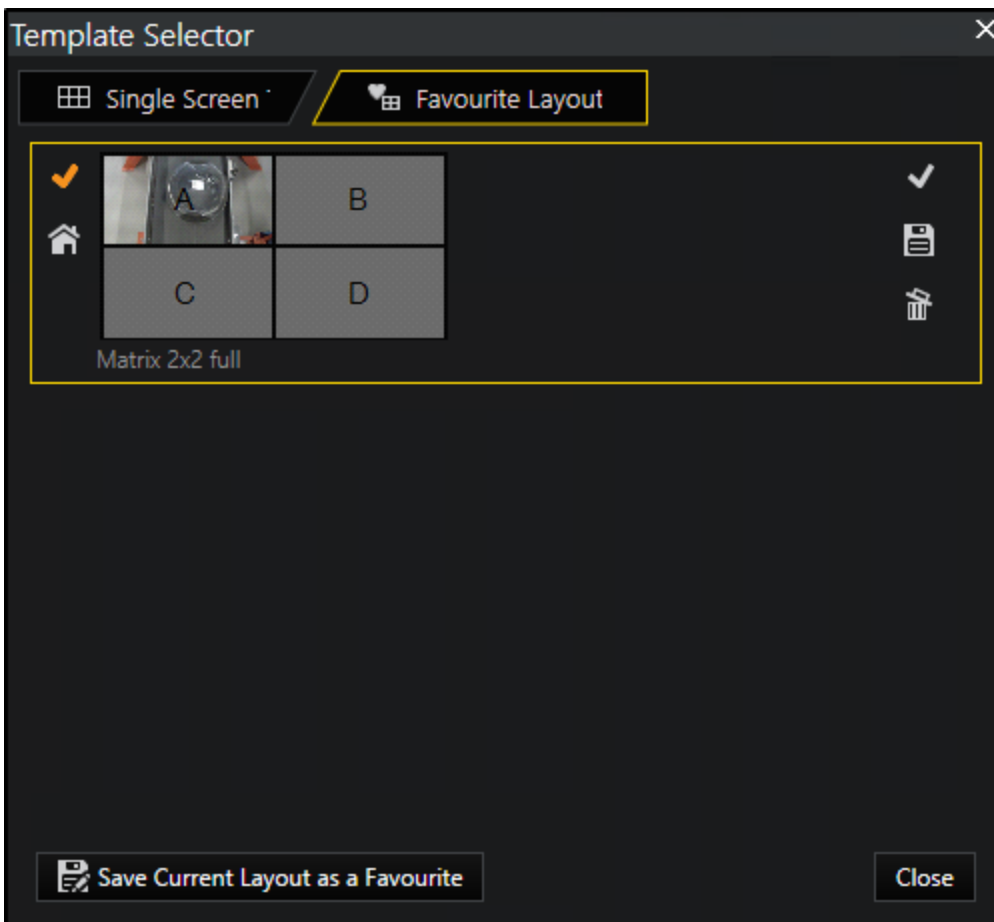 Template Selector
Single Screen
Favourite Layout
A
B
C
D
Matrix 2x2 full
Save Current Layout as a Favourite
Close